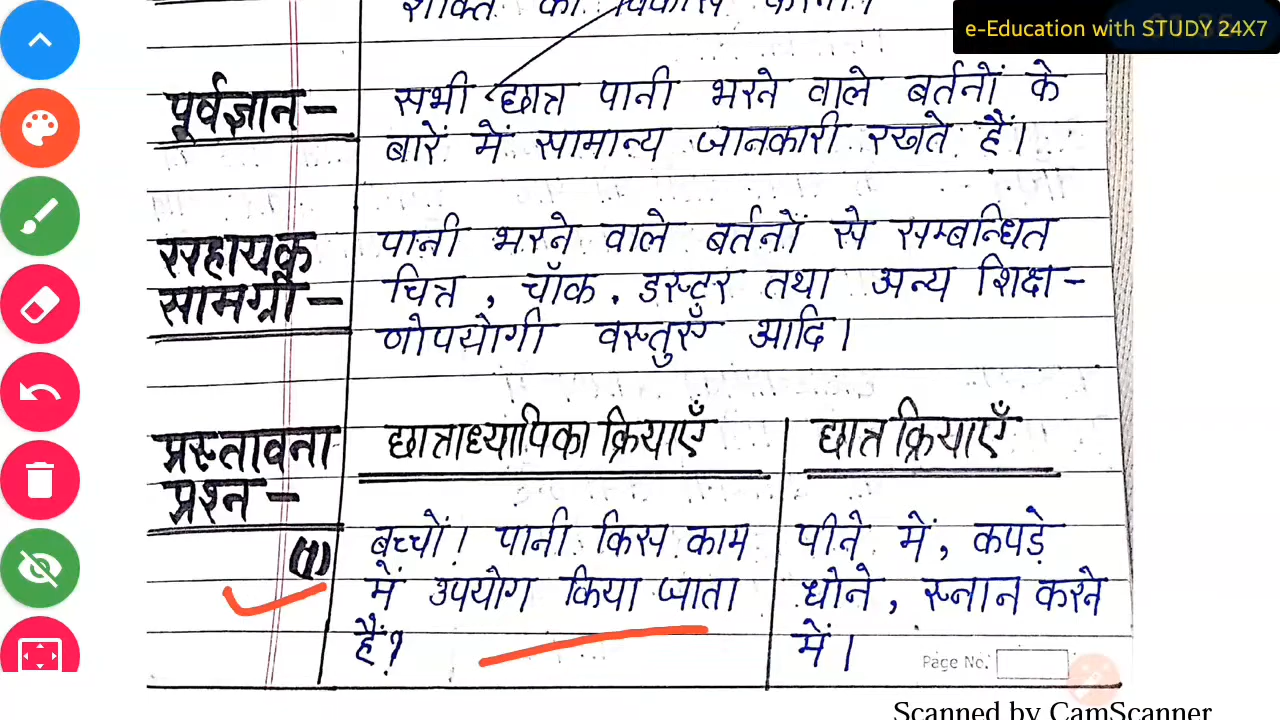 शक्ति का विकास करना।
e-Education with STUDY 24X7
पूर्वज्ञान - सभी छात्र पानी भरने वाले बर्तनों के
बारें में सामान्य जानकारी रखते हैं।
सहायक सामग्री - पानी भरने वाले बर्तनों से सम्बन्धित
चित्र, चॉक, डस्टर तथा अन्य शिक्ष-
णोपयोगी वस्तुएँ आदि।
प्रस्तावना प्रश्न - छात्राध्यापिका क्रियाएँ छात्र क्रियाएँ
(1) बच्चों! पानी किस काम
में उपयोग किया जाता
हैं?
पीने में, कपड़े
धोने, स्नान करने
में।
Page No.
Scanned by CamScanner